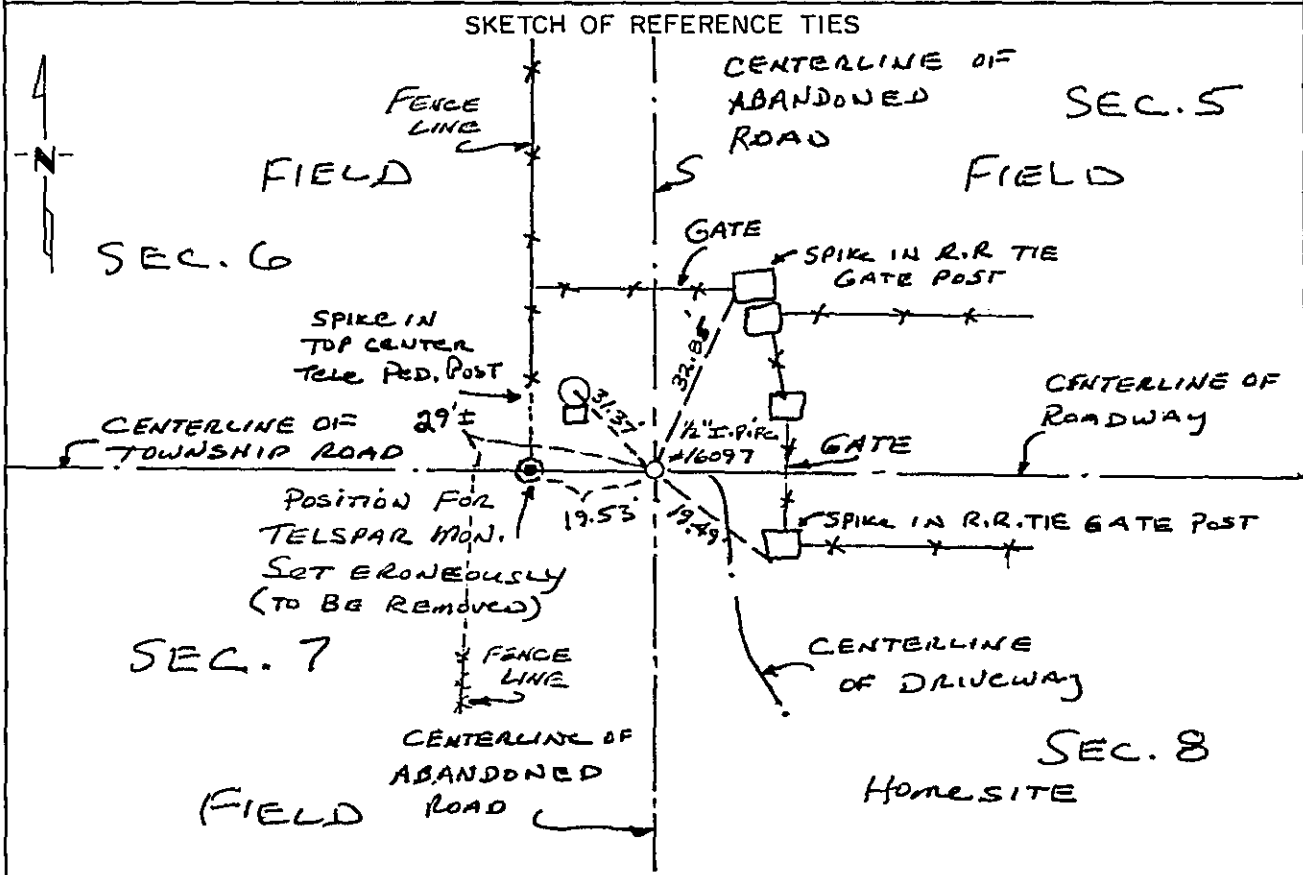 SKETCH OF REFERENCE TIES
CENTERLINE OF
ABANDONED
ROAD
SEC. 5
FIELD
FENCE
LINE
FIELD
N
SEC. 6
GATE
SPIKE IN R.R TIE
GATE POST
SPIKE IN
TOP CENTER
TELE PED. POST
32.86'
31.37'
29'±
CENTERLINE OF
TOWNSHIP ROAD
1/2" I.P.FC.
#16097
CENTERLINE OF
ROADWAY
GATE
POSITION FOR
TELSPAR MON.
SET ERONEOUSLY
(TO BE REMOVED)
19.53'
19.49'
SPIKE IN R.R. TIE GATE POST
SEC. 7
FENCE
LINE
CENTERLINE
OF DRIVEWAY
CENTERLINE OF
ABANDONED
ROAD
FIELD
SEC. 8
HOMESITE